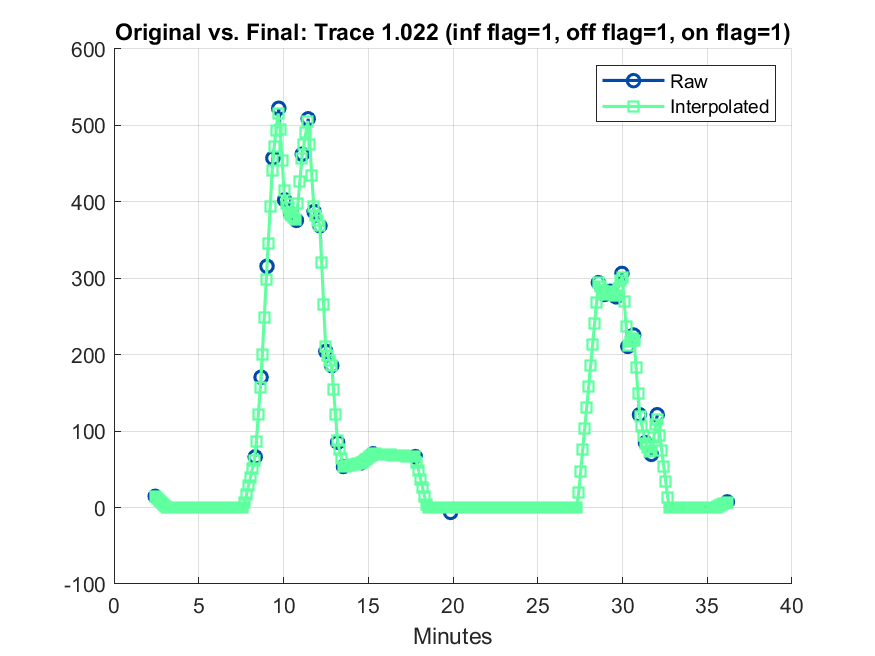 Original vs. Final: Trace 1.022 (inf flag=1, off flag=1, on flag=1)
600
500
400
300
200
100
0
-100
Raw
Interpolated
0 5 10 15 20 25 30 35 40
Minutes